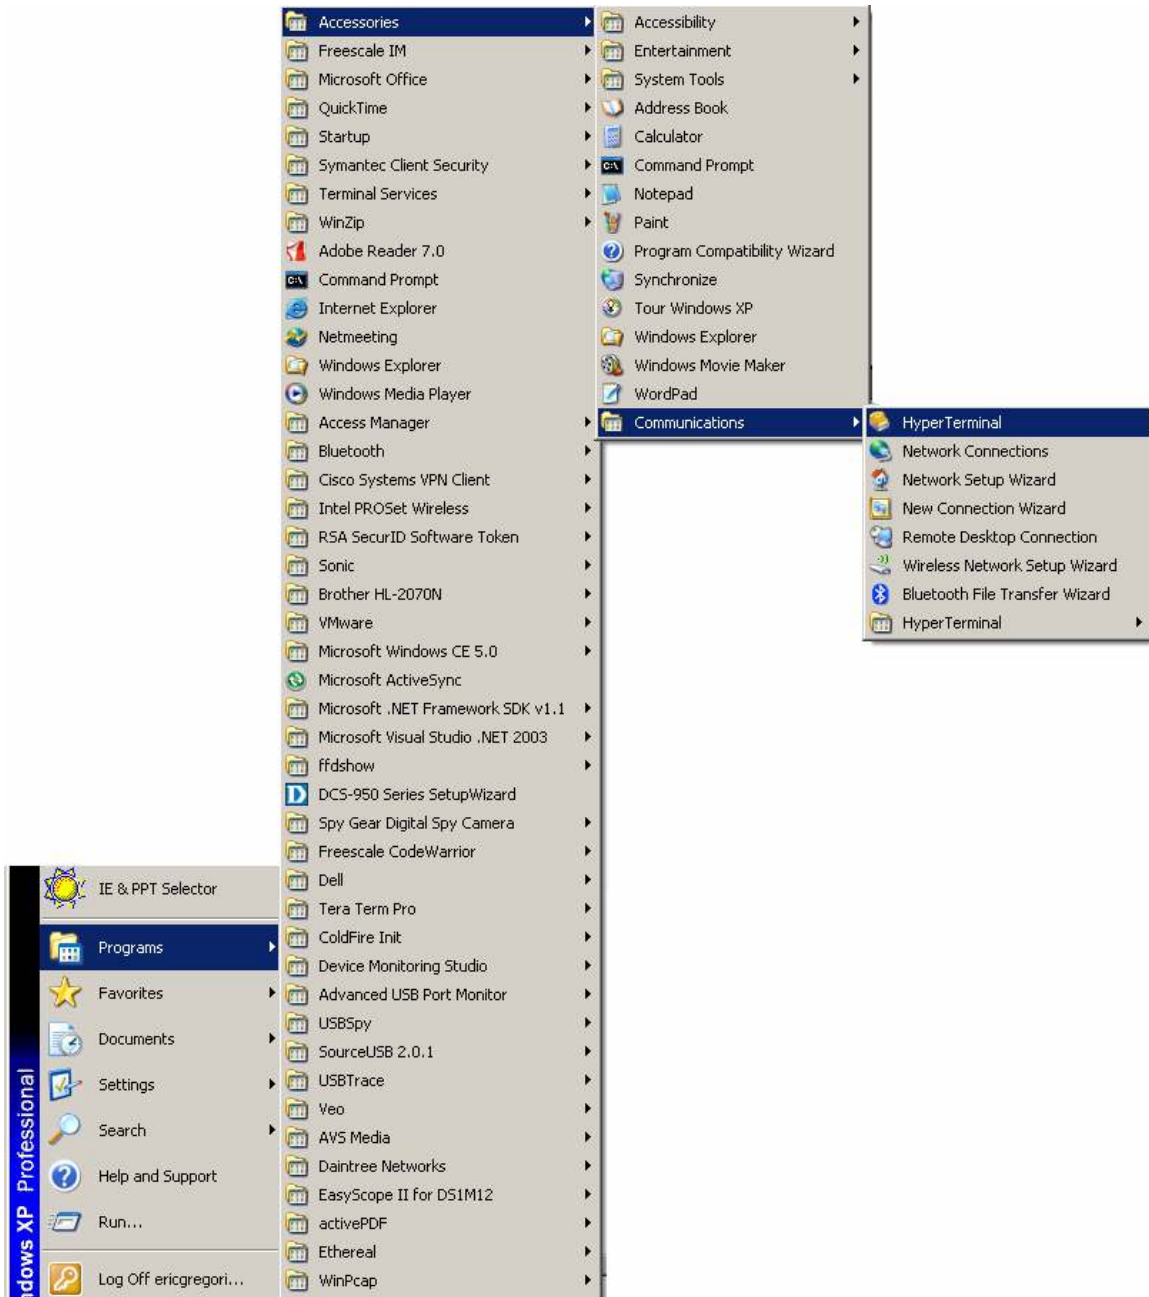 Accessories
Freescale IM
Microsoft Office
QuickTime
Startup
Symantec Client Security
Terminal Services
WinZip
Adobe Reader 7.0
Command Prompt
Internet Explorer
Netmeeting
Windows Explorer
Windows Media Player
Access Manager
Bluetooth
Cisco Systems VPN Client
Intel PROSet Wireless
RSA SecurID Software Token
Sonic
Brother HL-2070N
VMware
Microsoft Windows CE 5.0
Microsoft ActiveSync
Microsoft .NET Framework SDK v1.1
Microsoft Visual Studio .NET 2003
ffdshow
DCS-950 Series SetupWizard
Spy Gear Digital Spy Camera
Freescale CodeWarrior
Dell
Tera Term Pro
ColdFire Init
Device Monitoring Studio
Advanced USB Port Monitor
USBSpy
SourceUSB 2.0.1
USBTrace
Veo
AVS Media
Daintree Networks
EasyScope II for DS1M12
activePDF
Ethereal
WinPcap
Accessibility
Entertainment
System Tools
Address Book
Calculator
Command Prompt
Notepad
Paint
Program Compatibility Wizard
Synchronize
Tour Windows XP
Windows Explorer
Windows Movie Maker
WordPad
Communications
HyperTerminal
Network Connections
Network Setup Wizard
New Connection Wizard
Remote Desktop Connection
Wireless Network Setup Wizard
Bluetooth File Transfer Wizard
HyperTerminal
IE & PPT Selector
Programs
Favorites
Documents
Settings
Search
Help and Support
Run...
Log Off ericgregori...
ndows XP Professional